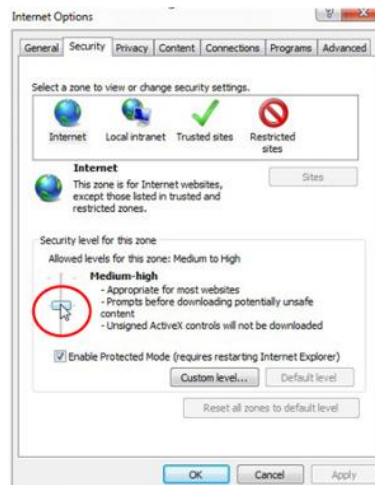 Internet Options
General Security Privacy Content Connections Programs Advanced
Select a zone to view or change security settings.
Internet Local intranet Trusted sites Restricted sites
Internet
This zone is for Internet websites,
except those listed in trusted and
restricted zones.
Sites
Security level for this zone
Allowed levels for this zone: Medium to High
Medium-high
- Appropriate for most websites
- Prompts before downloading potentially unsafe
content
- Unsigned ActiveX controls will not be downloaded
Enable Protected Mode (requires restarting Internet Explorer)
Custom level... Default level
Reset all zones to default level
OK Cancel Apply